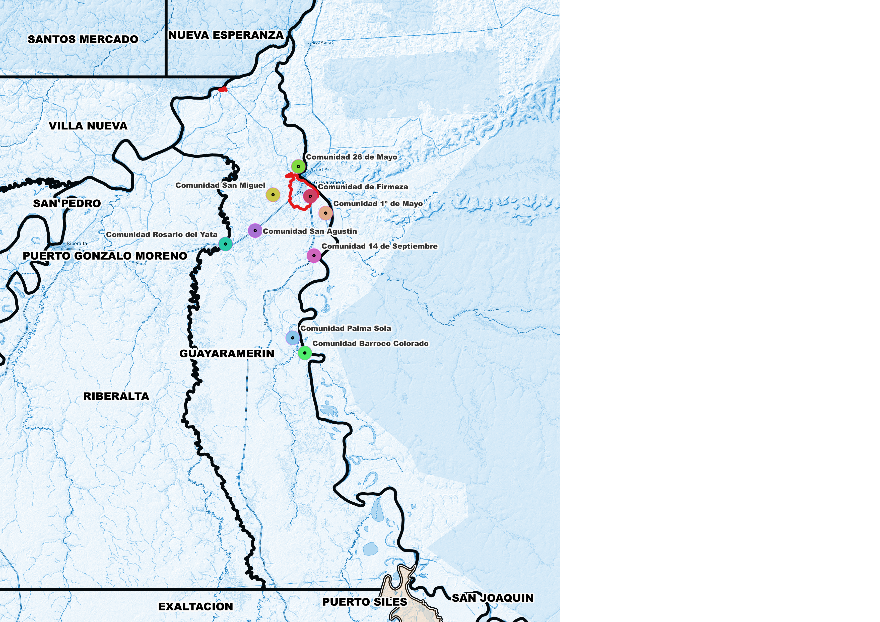 SANTOS MERCADO
NUEVA ESPERANZA
VILLA NUEVA
Comunidad 26 de Mayo
Comunidad San Miguel
Comunidad de Firmeza
SAN PEDRO
Comunidad 1° de Mayo
Comunidad Rosario del Yata
Comunidad San Agustin
Comunidad 14 de Septiembre
PUERTO GONZALO MORENO
Comunidad Palma Sola
Comunidad Barroco Colorado
GUAYARAMERIN
RIBERALTA
EXALTACION
PUERTO SILES
SAN JOAQUIN